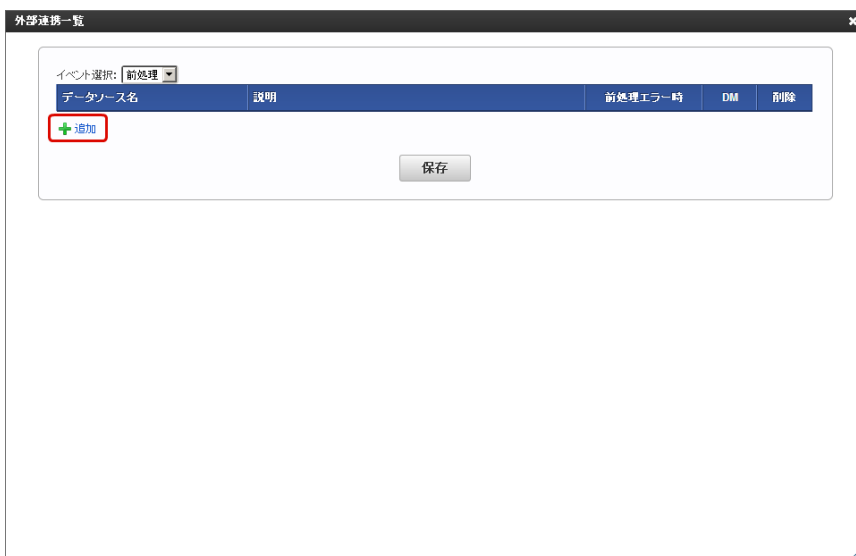 外部連携一覧
イベント選択: 前処理
データソース名 説明 前処理エラー時 DM 削除
追加
保存